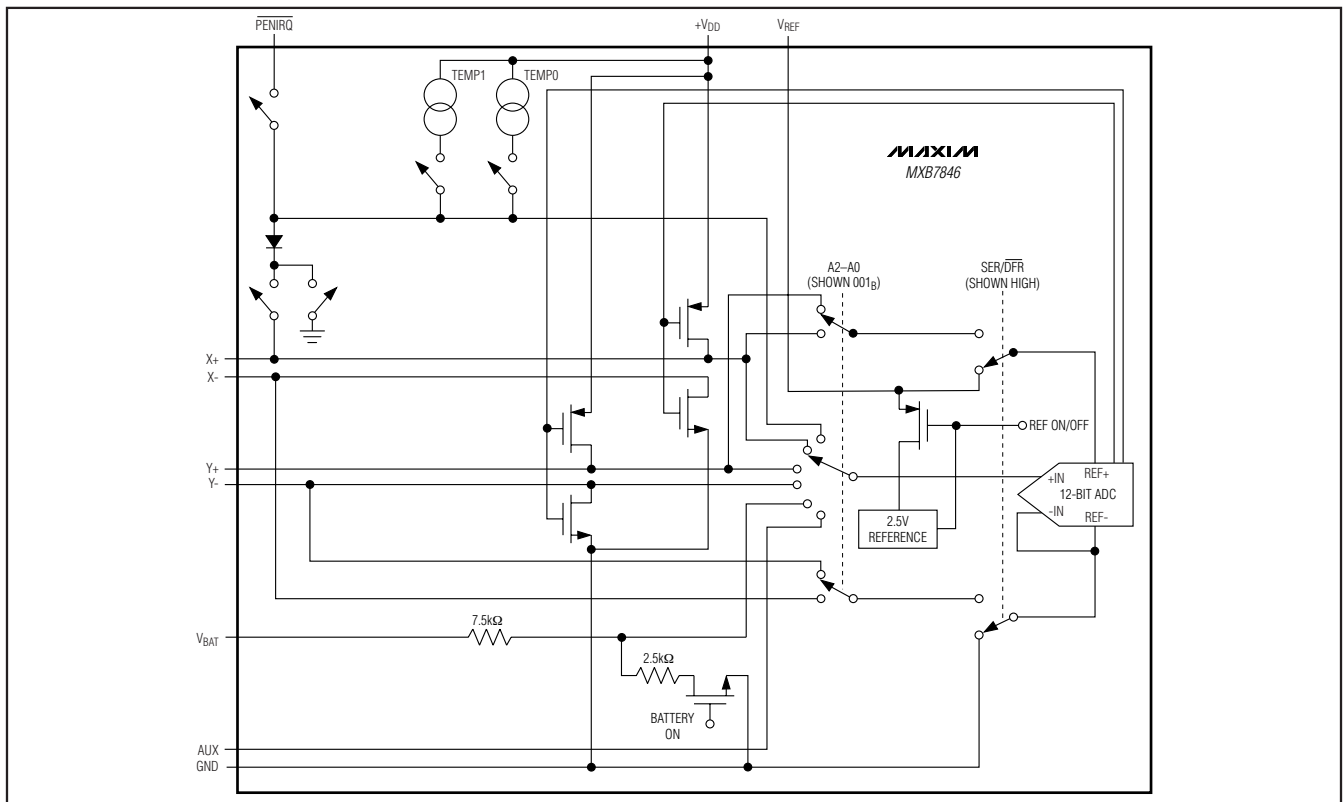 PENIRQ
+VDD
VREF
TEMP1
TEMP0
MAXIM
MXB7846
A2–A0
(SHOWN 001B)
SER/DFR
(SHOWN HIGH)
X+
X-
REF ON/OFF
Y+
Y-
+IN
REF+
12-BIT ADC
-IN
REF-
2.5V
REFERENCE
7.5kΩ
VBAT
2.5kΩ
BATTERY
ON
AUX
GND